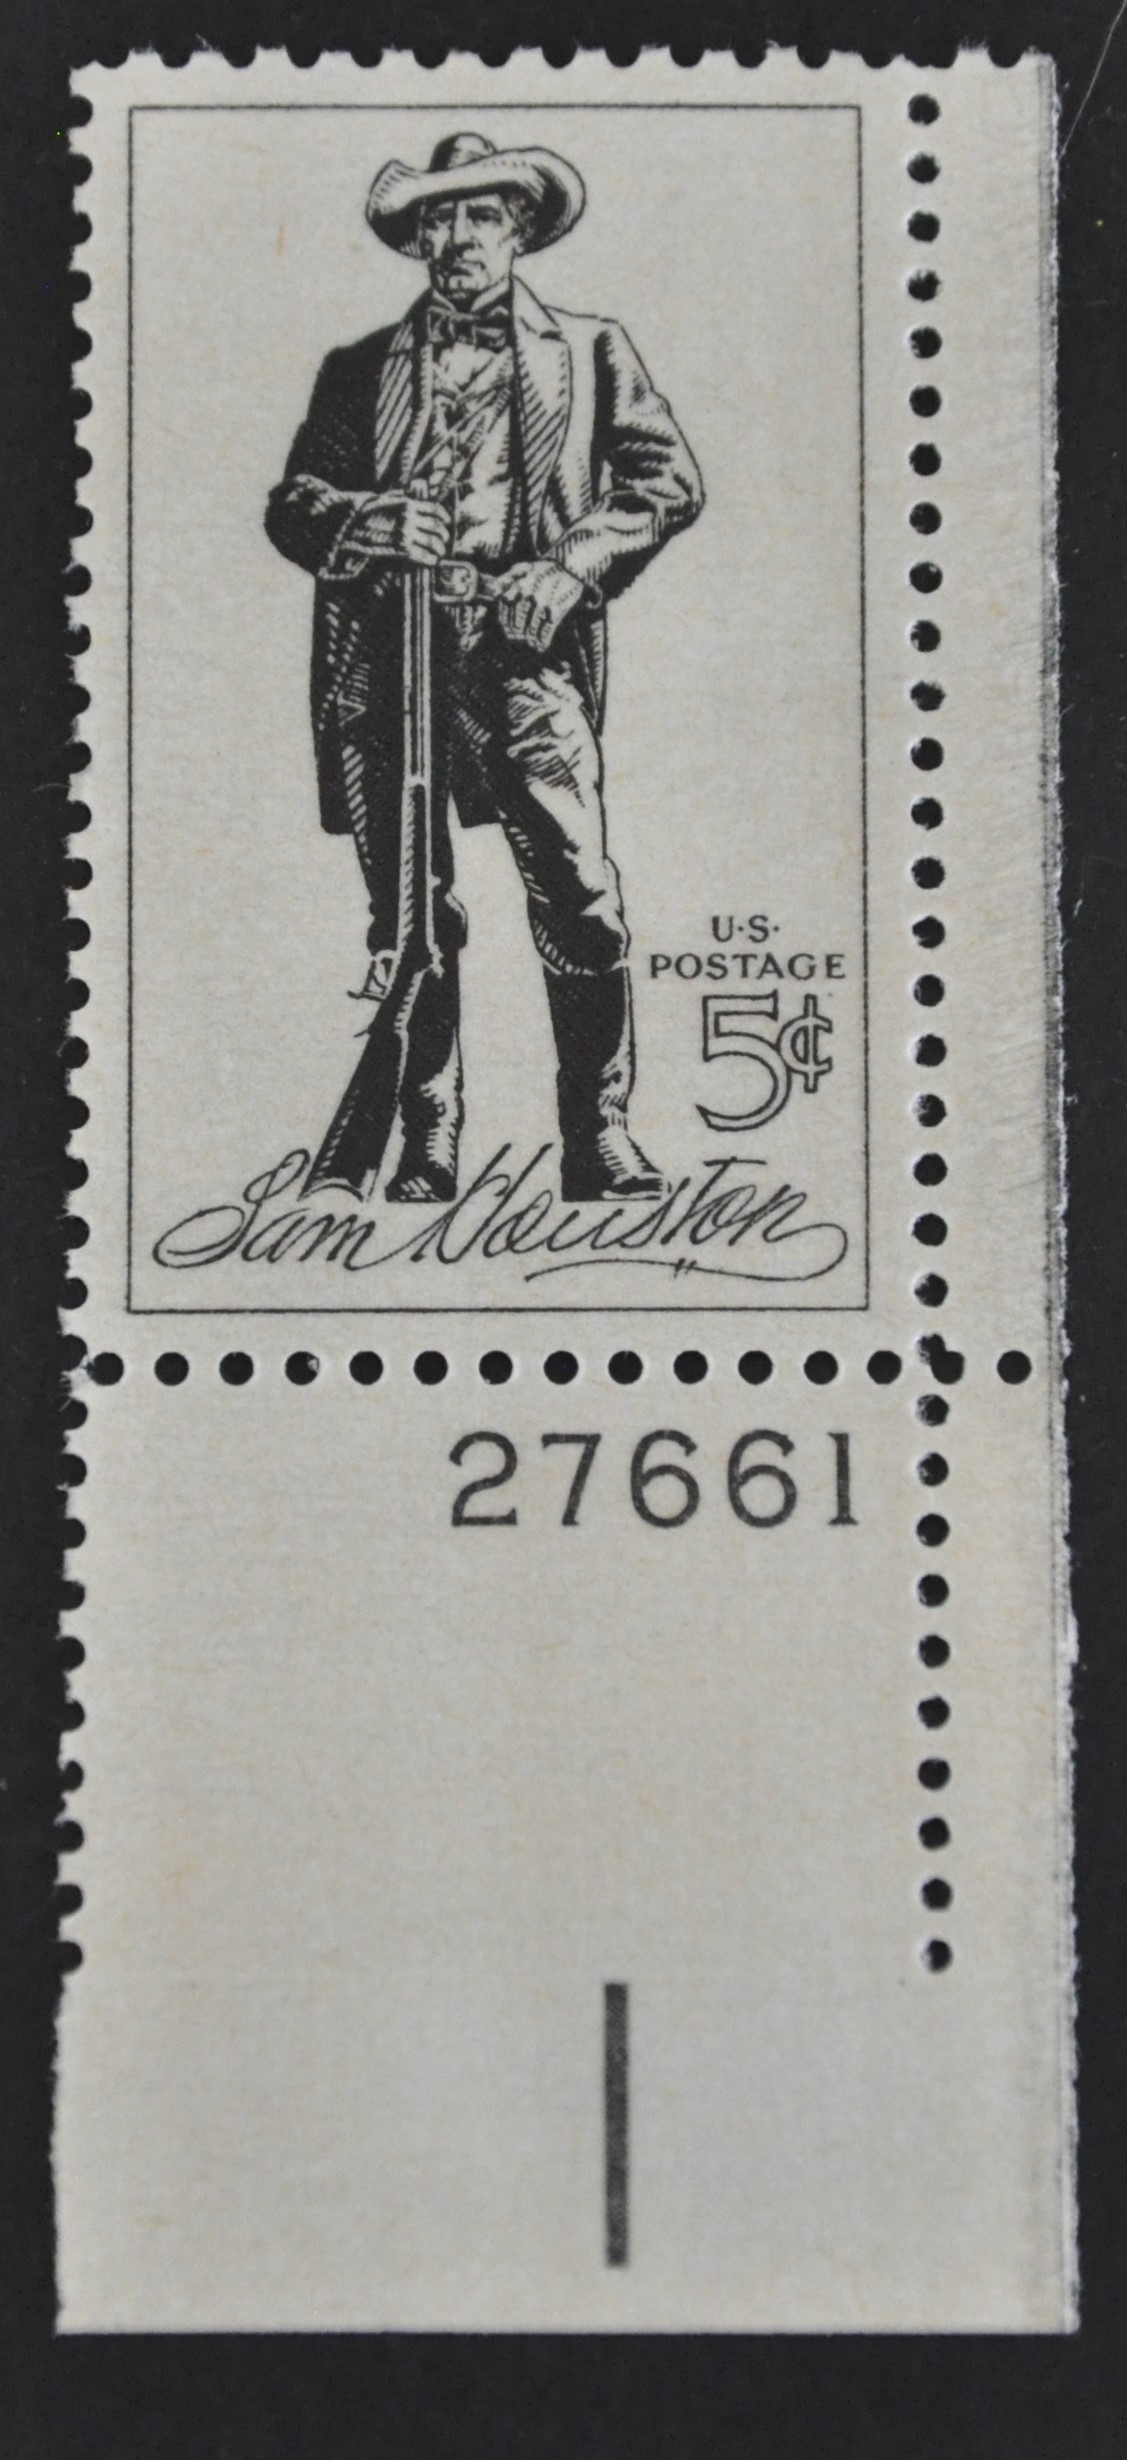 U·S·
POSTAGE
5¢
Sam Houston
27661